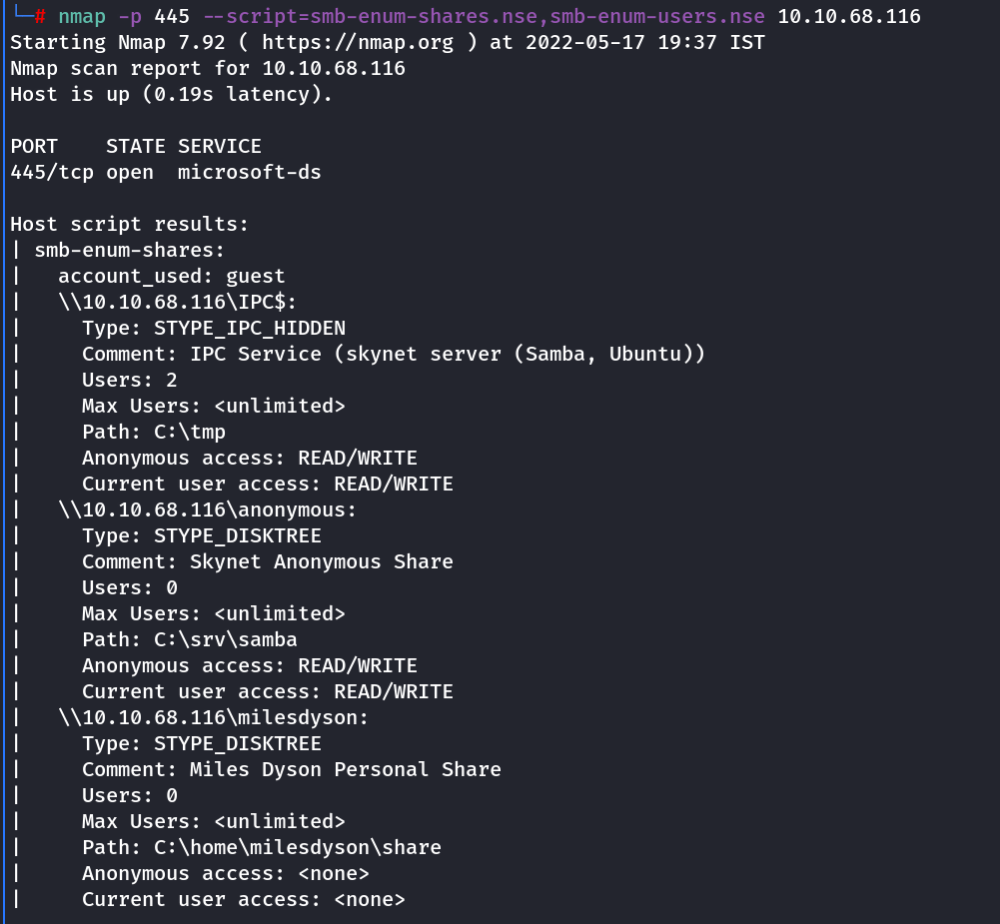 └─# nmap -p 445 --script=smb-enum-shares.nse,smb-enum-users.nse 10.10.68.116
Starting Nmap 7.92 ( https://nmap.org ) at 2022-05-17 19:37 IST
Nmap scan report for 10.10.68.116
Host is up (0.19s latency).

PORT    STATE SERVICE
445/tcp open  microsoft-ds

Host script results:
| smb-enum-shares:
|   account_used: guest
|   \\10.10.68.116\IPC$:
|     Type: STYPE_IPC_HIDDEN
|     Comment: IPC Service (skynet server (Samba, Ubuntu))
|     Users: 2
|     Max Users: <unlimited>
|     Path: C:\tmp
|     Anonymous access: READ/WRITE
|     Current user access: READ/WRITE
|   \\10.10.68.116\anonymous:
|     Type: STYPE_DISKTREE
|     Comment: Skynet Anonymous Share
|     Users: 0
|     Max Users: <unlimited>
|     Path: C:\srv\samba
|     Anonymous access: READ/WRITE
|     Current user access: READ/WRITE
|   \\10.10.68.116\milesdyson:
|     Type: STYPE_DISKTREE
|     Comment: Miles Dyson Personal Share
|     Users: 0
|     Max Users: <unlimited>
|     Path: C:\home\milesdyson\share
|     Anonymous access: <none>
|     Current user access: <none>